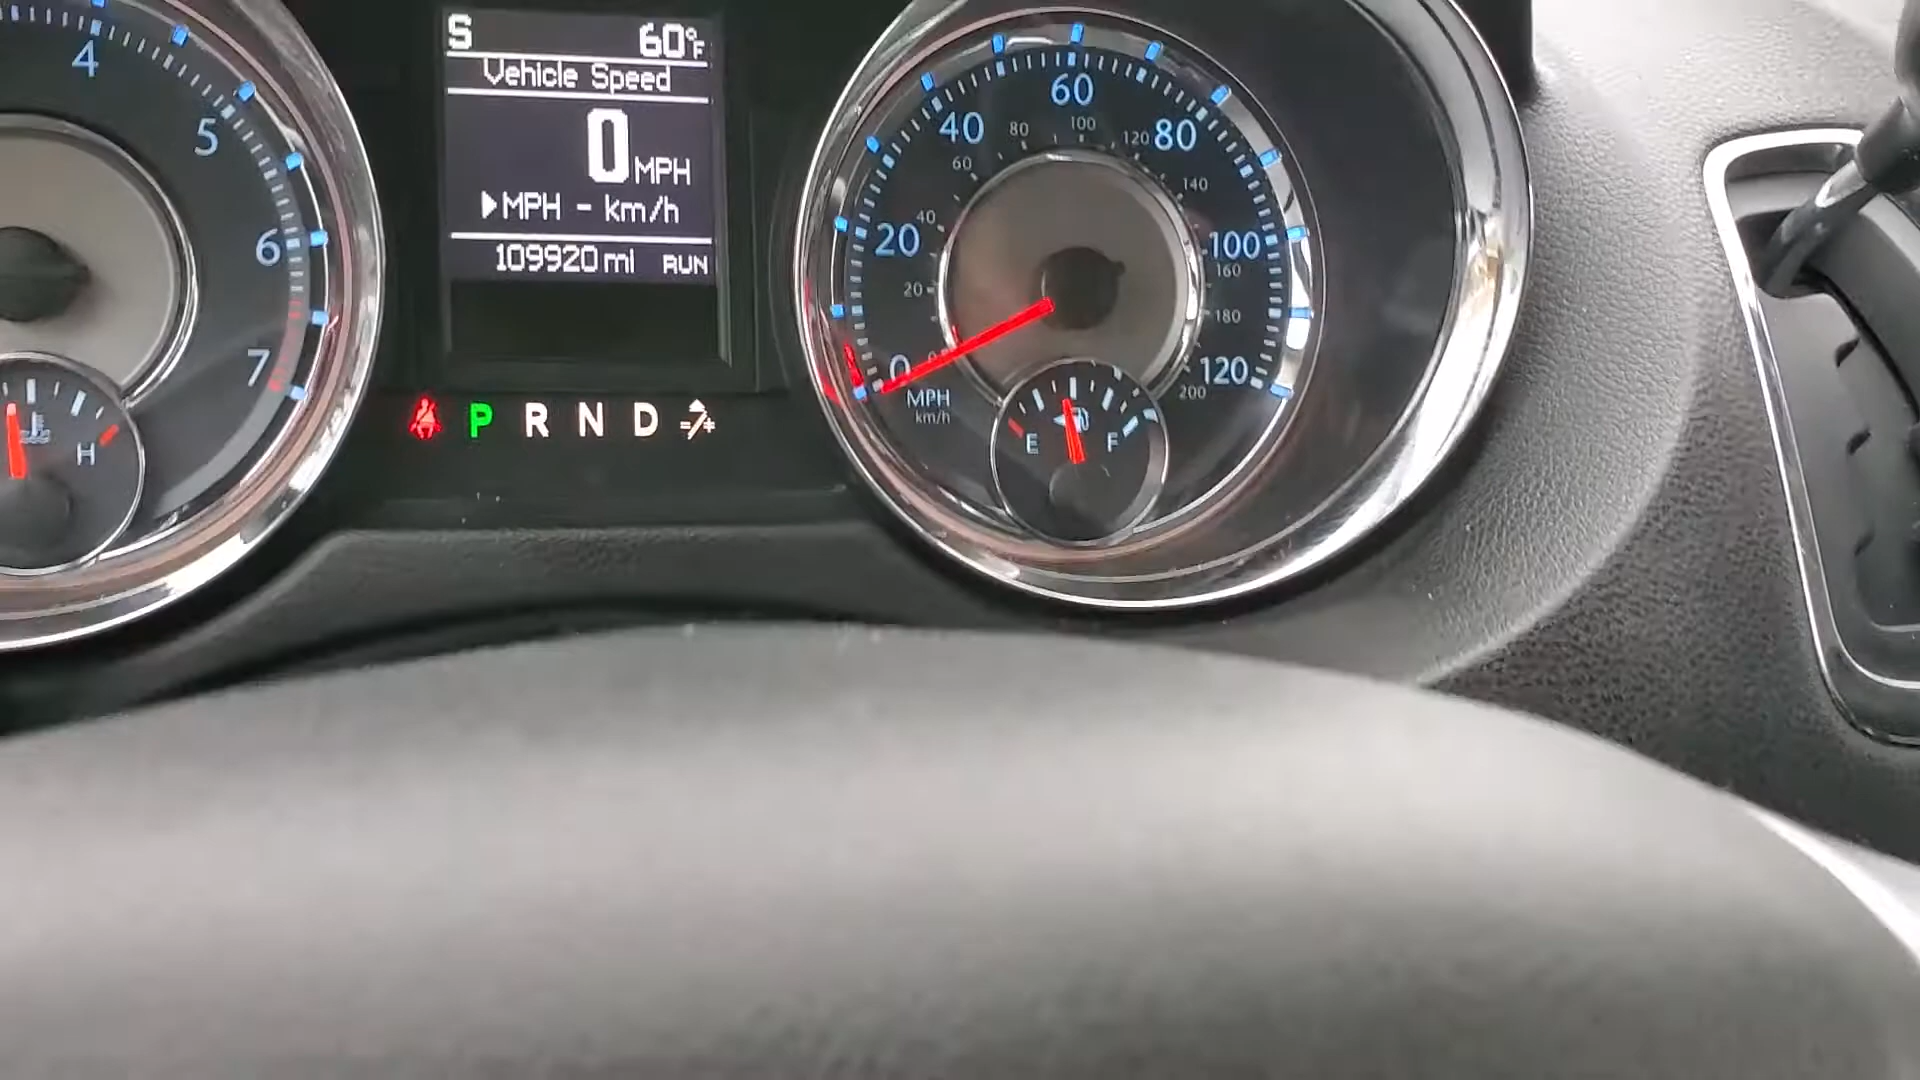 4
5
6
7
H
S 60°F
Vehicle Speed
0 MPH
MPH - km/h
109920 mi RUN
P R N D
0 20 40 60 80 100 120
20 40 60 80 100 120 140 160 180 200
MPH
km/h
E F